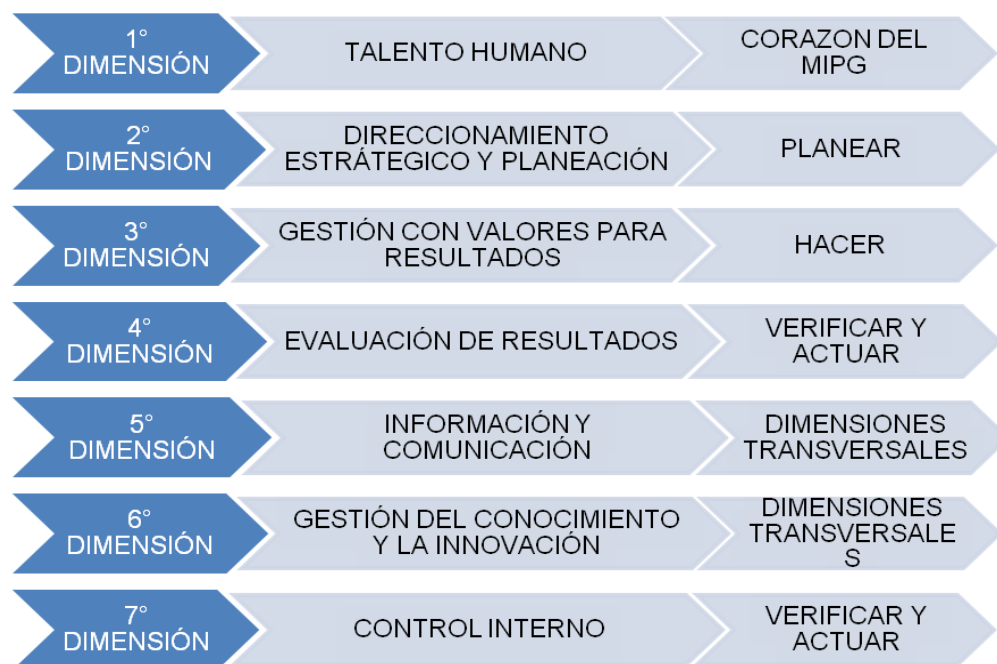 1°
DIMENSIÓN
TALENTO HUMANO
CORAZON DEL
MIPG
2°
DIMENSIÓN
DIRECCIONAMIENTO
ESTRÁTEGICO Y PLANEACIÓN
PLANEAR
3°
DIMENSIÓN
GESTIÓN CON VALORES PARA
RESULTADOS
HACER
4°
DIMENSIÓN
EVALUACIÓN DE RESULTADOS
VERIFICAR Y
ACTUAR
5°
DIMENSIÓN
INFORMACIÓN Y
COMUNICACIÓN
DIMENSIONES
TRANSVERSALES
6°
DIMENSIÓN
GESTIÓN DEL CONOCIMIENTO
Y LA INNOVACIÓN
DIMENSIONES
TRANSVERSALE
S
7°
DIMENSIÓN
CONTROL INTERNO
VERIFICAR Y
ACTUAR